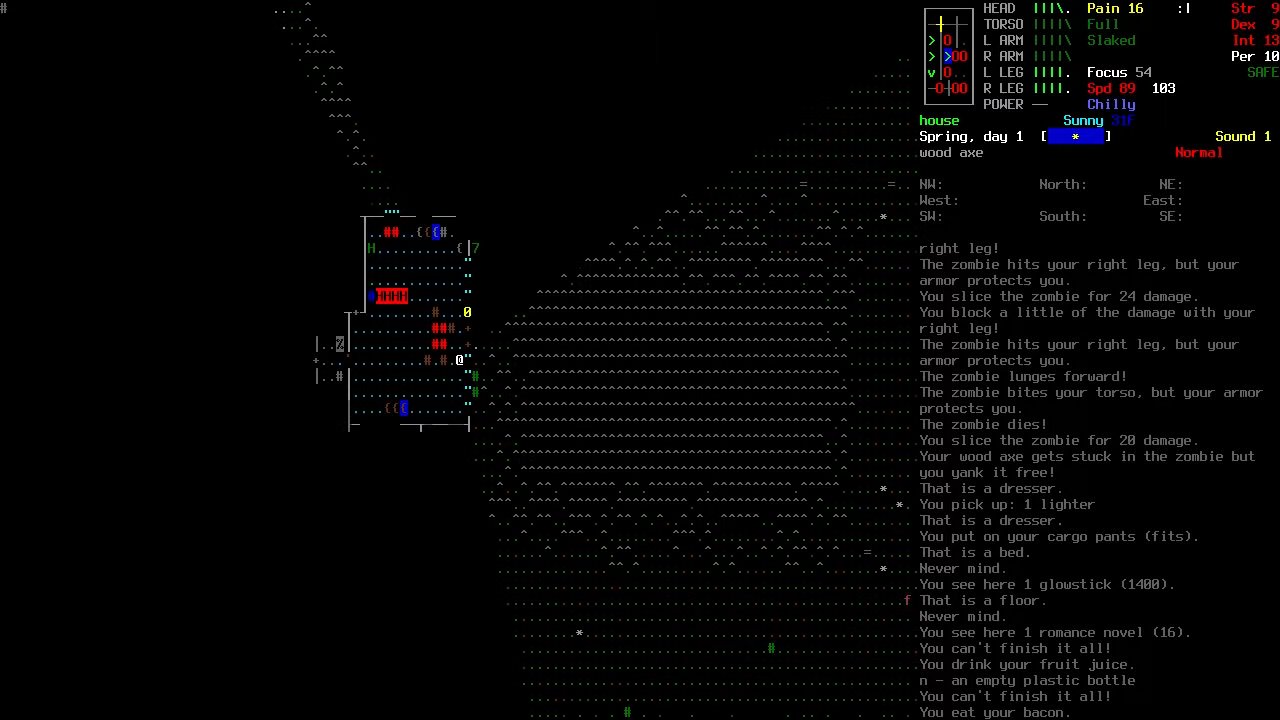 HEAD |||\. Pain 16 :| Str 9
TORSO ||||\ Full Dex 9
L ARM ||||\ Slaked Int 13
R ARM ||||\ Per 10
L LEG ||||. Focus 54 SAFE
R LEG ||||. Spd 89 103
POWER — Chilly
house Sunny 31F
Spring, day 1 [ * ] Sound 1
wood axe Normal
NW: North: NE:
West: East:
SW: South: SE:
right leg!
The zombie hits your right leg, but your
armor protects you.
You slice the zombie for 24 damage.
You block a little of the damage with your
right leg!
The zombie hits your right leg, but your
armor protects you.
The zombie lunges forward!
The zombie bites your torso, but your armor
protects you.
The zombie dies!
You slice the zombie for 20 damage.
Your wood axe gets stuck in the zombie but
you yank it free!
That is a dresser.
You pick up: 1 lighter
That is a dresser.
You put on your cargo pants (fits).
That is a bed.
Never mind.
You see here 1 glowstick (1400).
That is a floor.
Never mind.
You see here 1 romance novel (16).
You can't finish it all!
You drink your fruit juice.
n – an empty plastic bottle
You can't finish it all!
You eat your bacon.